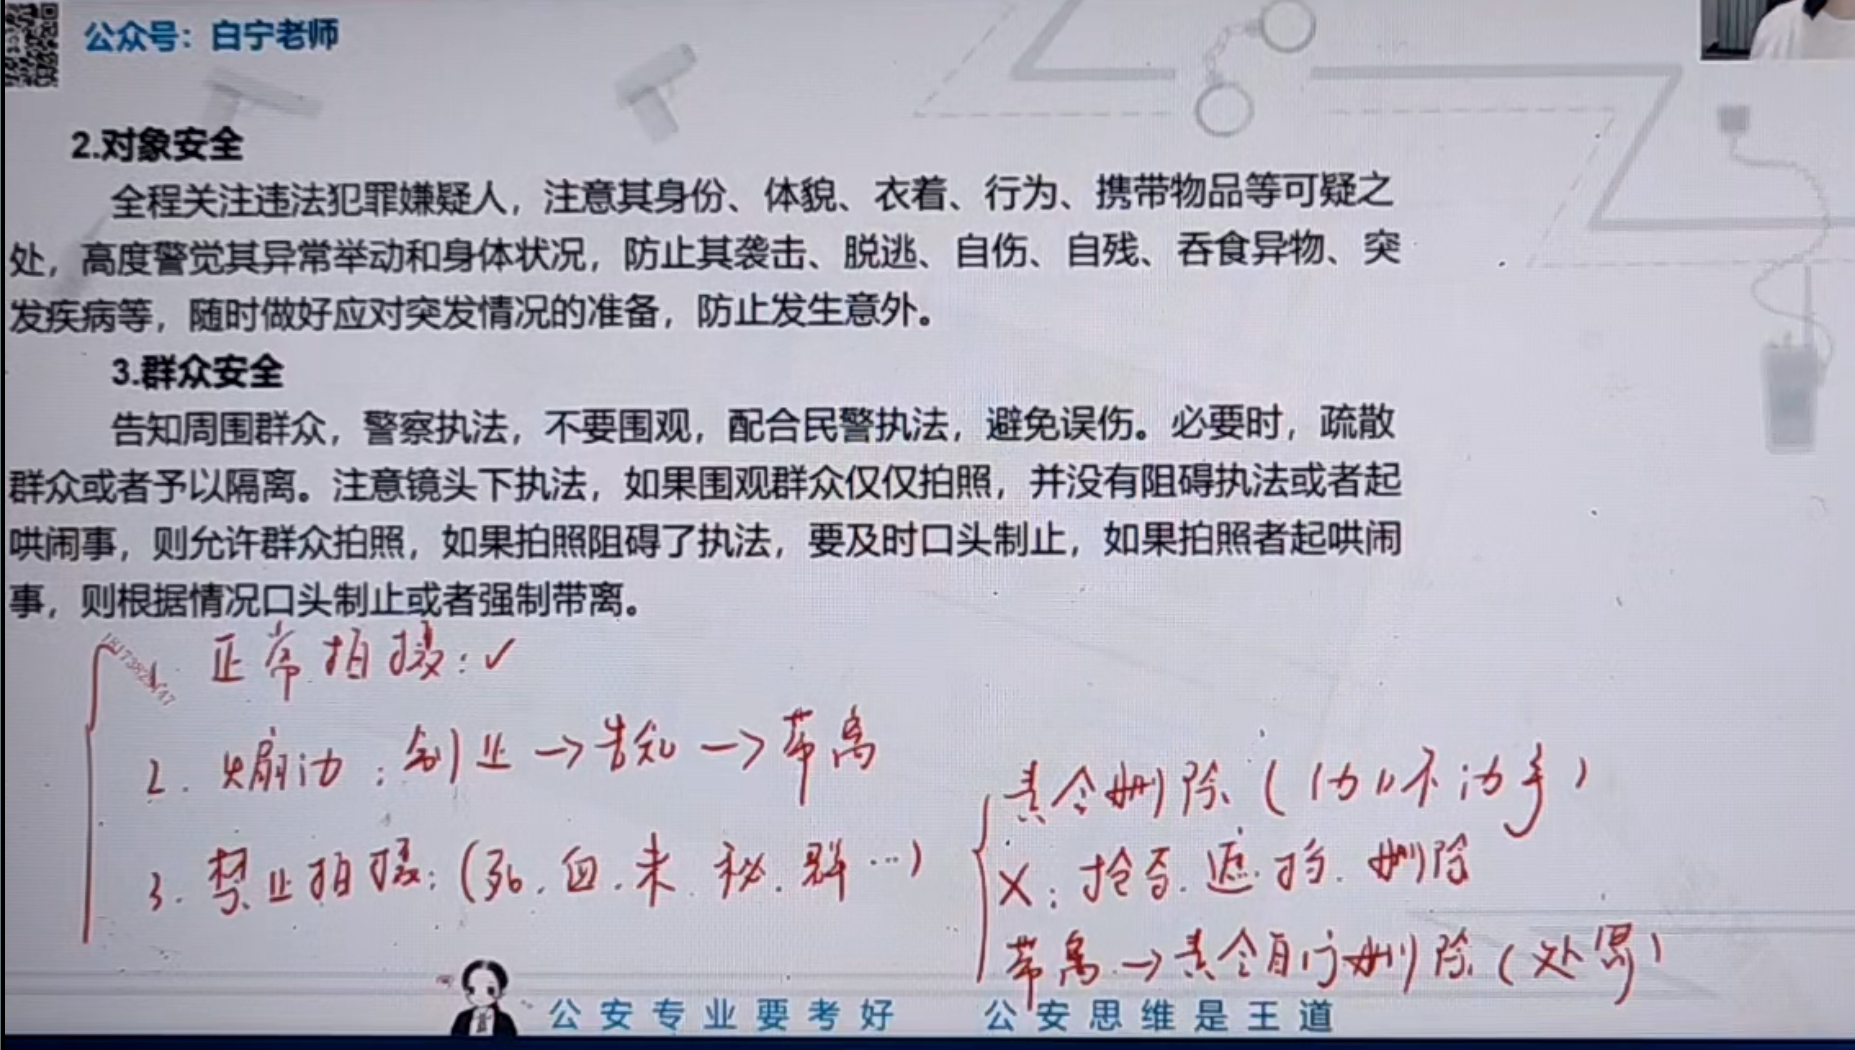 公众号：白宁老师
2.对象安全
全程关注违法犯罪嫌疑人，注意其身份、体貌、衣着、行为、携带物品等可疑之
处，高度警觉其异常举动和身体状况，防止其袭击、脱逃、自伤、自残、吞食异物、突
发疾病等，随时做好应对突发情况的准备，防止发生意外。
3.群众安全
告知周围群众，警察执法，不要围观，配合民警执法，避免误伤。必要时，疏散
群众或者予以隔离。注意镜头下执法，如果围观群众仅仅拍照，并没有阻碍执法或者起
哄闹事，则允许群众拍照，如果拍照阻碍了执法，要及时口头制止，如果拍照者起哄闹
事，则根据情况口头制止或者强制带离。
1. 正常拍摄：✓
2. 煽动：制止→告知→带离
3. 禁止拍摄：（死.血.未.秘.群…）
责令删除（动口不动手）
X：抢夺.遮挡.删除
带离→责令自行删除（处罚）
公安专业要考好 公安思维是王道